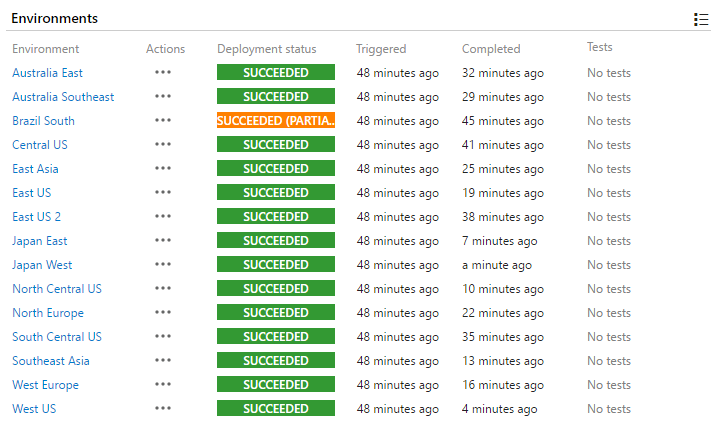 Environments
Environment Actions Deployment status Triggered Completed Tests
Australia East ••• SUCCEEDED 48 minutes ago 32 minutes ago No tests
Australia Southeast ••• SUCCEEDED 48 minutes ago 29 minutes ago No tests
Brazil South ••• SUCCEEDED (PARTIA... 48 minutes ago 45 minutes ago No tests
Central US ••• SUCCEEDED 48 minutes ago 41 minutes ago No tests
East Asia ••• SUCCEEDED 48 minutes ago 25 minutes ago No tests
East US ••• SUCCEEDED 48 minutes ago 19 minutes ago No tests
East US 2 ••• SUCCEEDED 48 minutes ago 38 minutes ago No tests
Japan East ••• SUCCEEDED 48 minutes ago 7 minutes ago No tests
Japan West ••• SUCCEEDED 48 minutes ago a minute ago No tests
North Central US ••• SUCCEEDED 48 minutes ago 10 minutes ago No tests
North Europe ••• SUCCEEDED 48 minutes ago 22 minutes ago No tests
South Central US ••• SUCCEEDED 48 minutes ago 35 minutes ago No tests
Southeast Asia ••• SUCCEEDED 48 minutes ago 13 minutes ago No tests
West Europe ••• SUCCEEDED 48 minutes ago 16 minutes ago No tests
West US ••• SUCCEEDED 48 minutes ago 4 minutes ago No tests